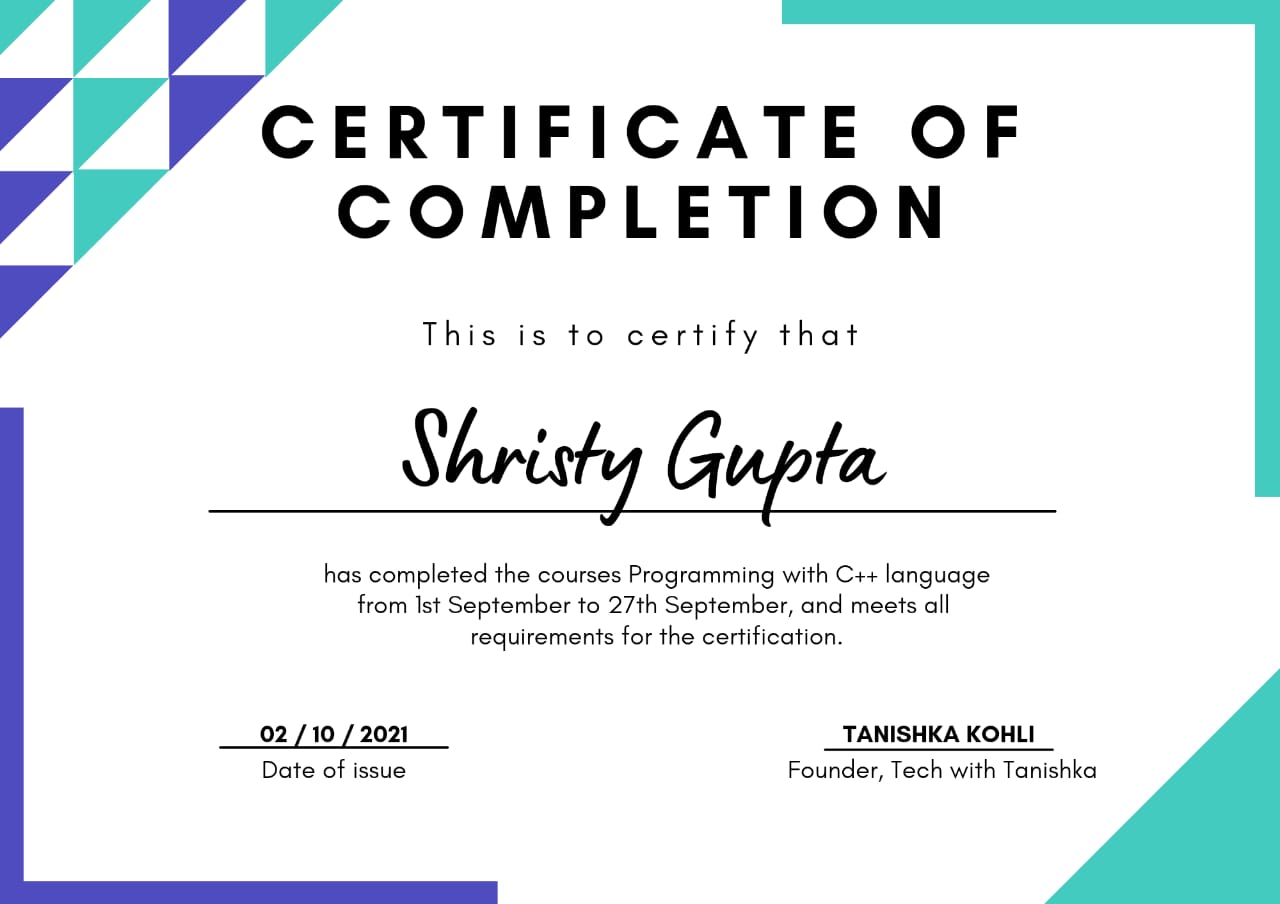 CERTIFICATE OF
COMPLETION
This is to certify that
Shristy Gupta
has completed the courses Programming with C++ language
from 1st September to 27th September, and meets all
requirements for the certification.
02 / 10 / 2021
Date of issue
TANISHKA KOHLI
Founder, Tech with Tanishka